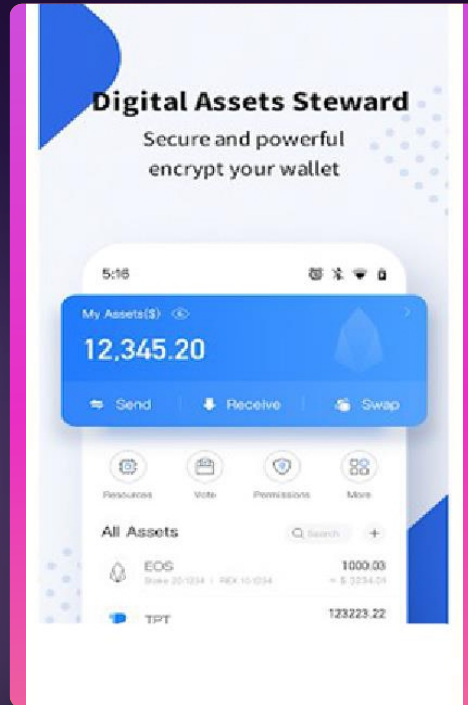 Digital Assets Steward
Secure and powerful
encrypt your wallet
5:16
My Assets($)
12,345.20
Send Receive Swap
Resources Vote Permissions More
All Assets Search +
EOS 1000.03
TPT 123223.22